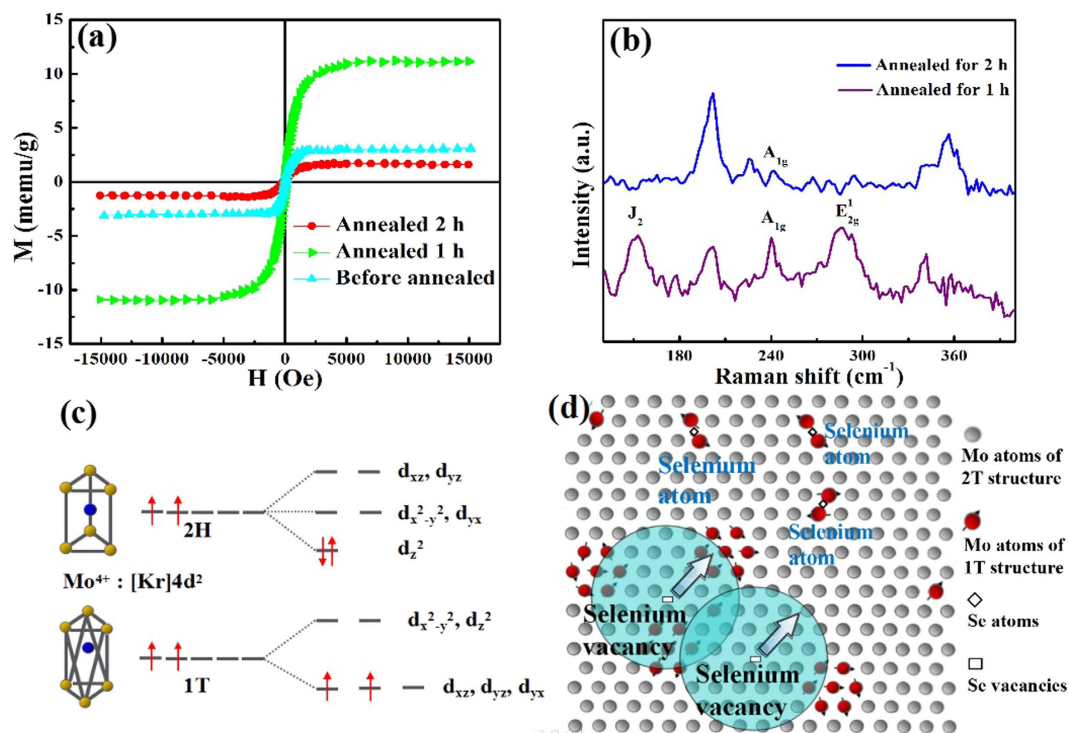 (a)
15
10
5
0
-5
-10
-15
M (memu/g)
-15000 -10000 -5000 0 5000 10000 15000
H (Oe)
Annealed 2 h
Annealed 1 h
Before annealed
(b)
Annealed for 2 h
Annealed for 1 h
A1g
J2
A1g
E¹2g
Intensity (a.u.)
180 240 300 360
Raman shift (cm⁻¹)
(c)
2H
dxz, dyz
dx²-y², dyx
dz²
Mo⁴⁺ : [Kr]4d²
1T
dx²-y², dz²
dxz, dyz, dyx
(d)
Selenium
atom
Selenium
atom
Selenium
atom
Selenium
vacancy
Selenium
vacancy
Mo atoms of
2T structure
Mo atoms of
1T structure
Se atoms
Se vacancies